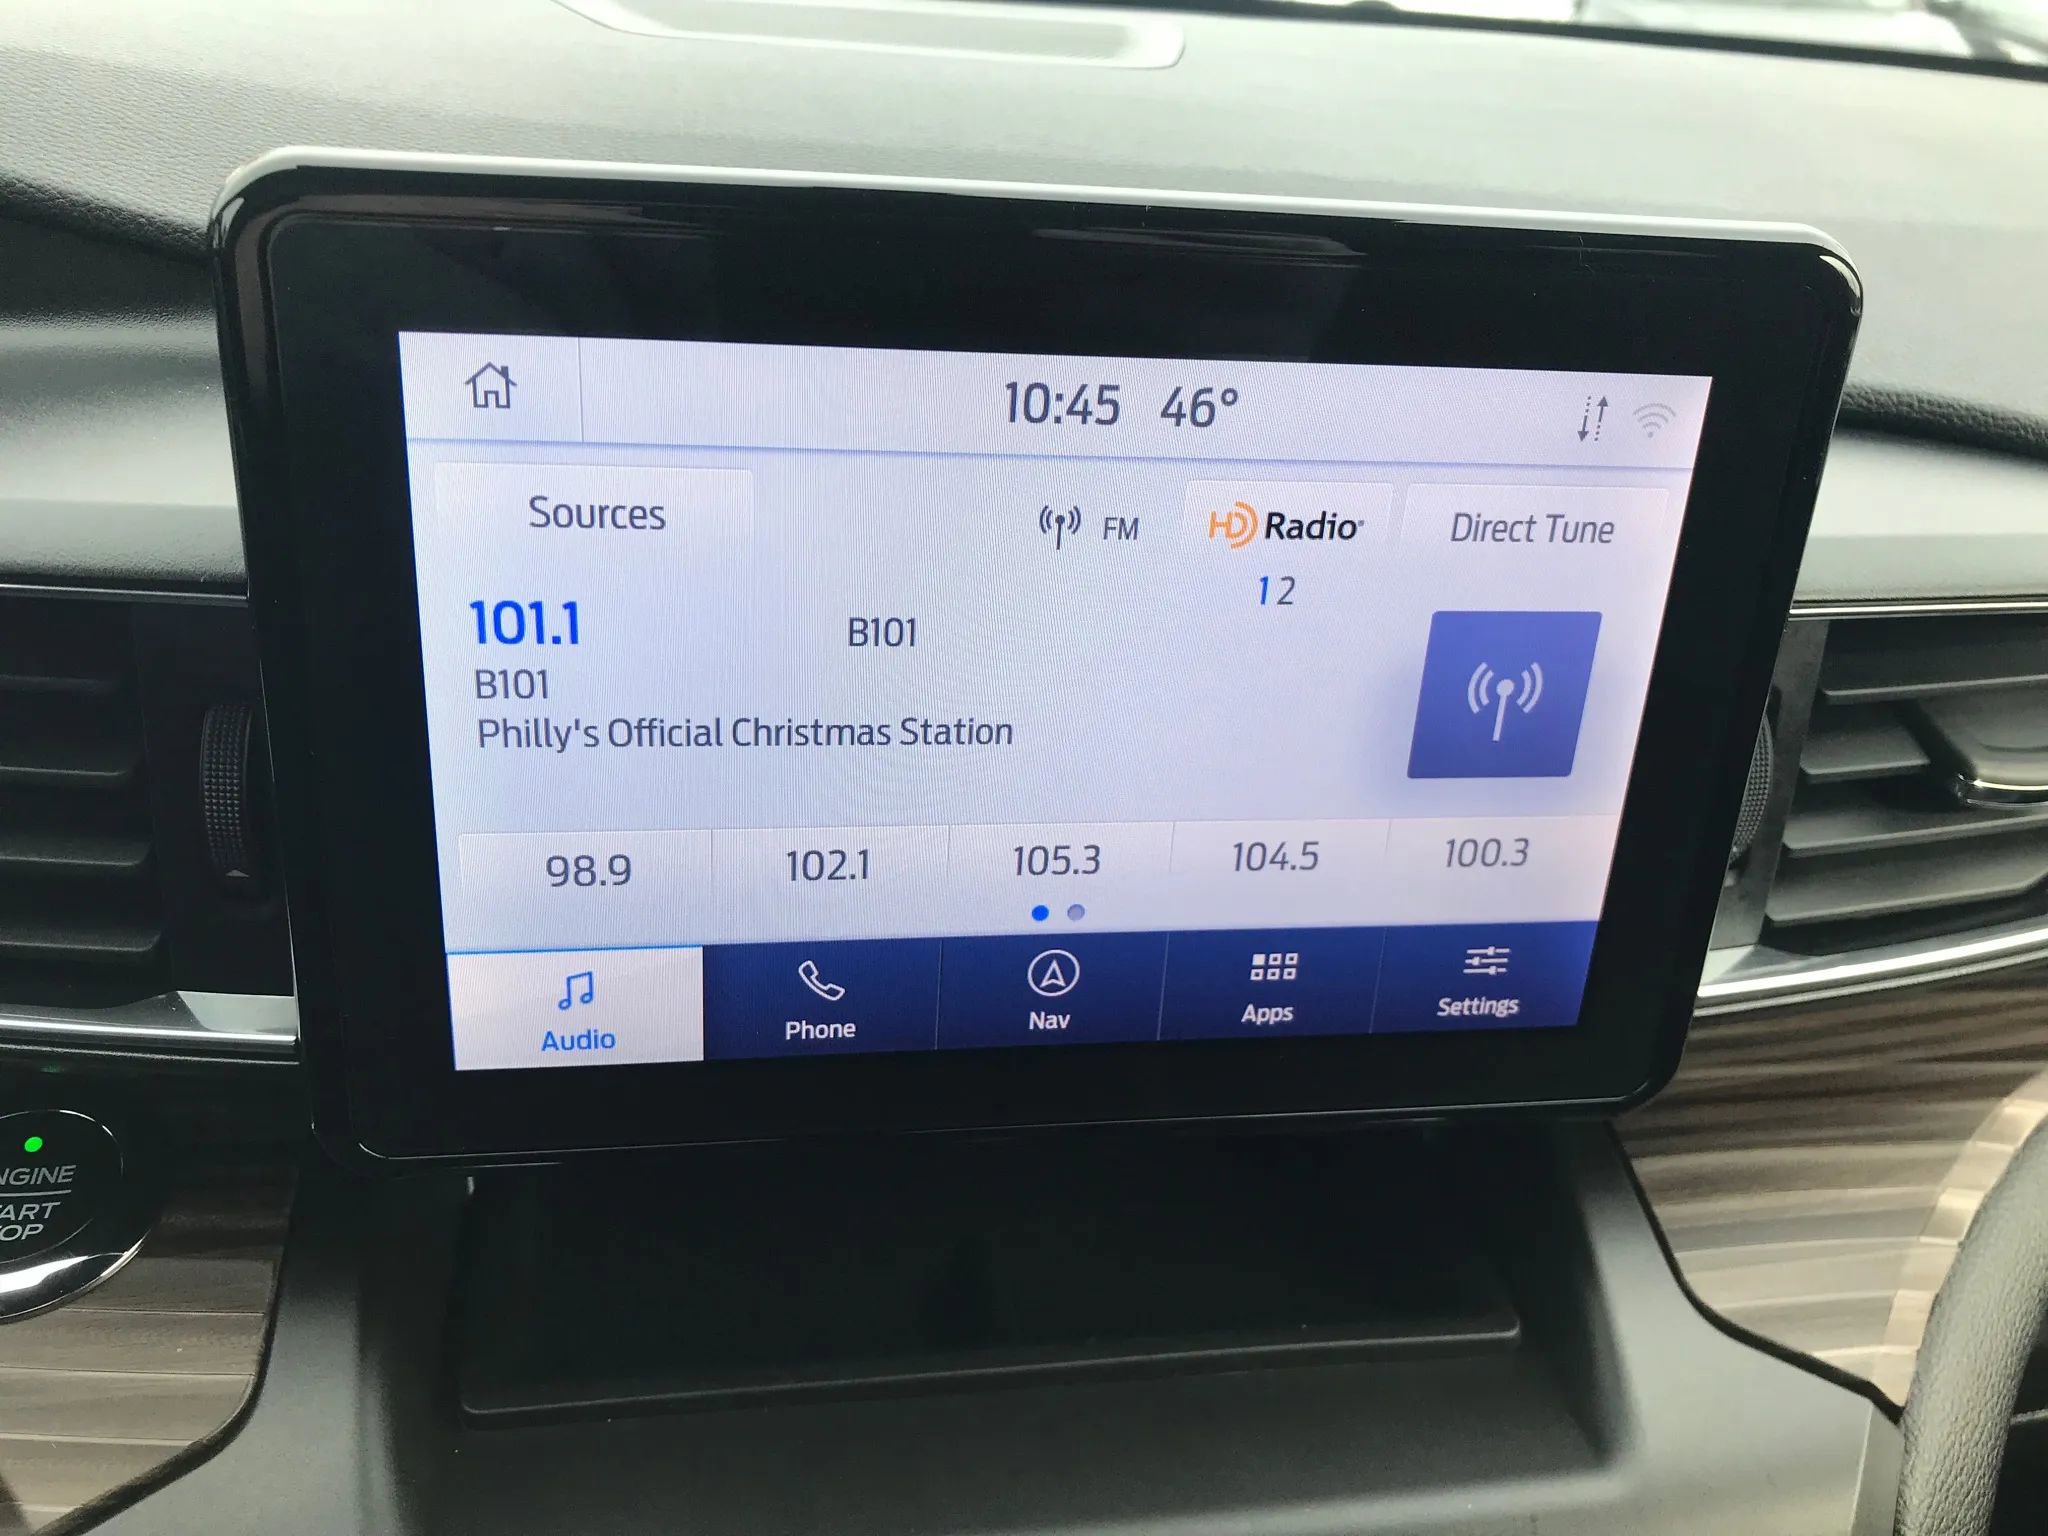 10:45 46°
Sources
FM
HD Radio
Direct Tune
1 2
101.1
B101
B101
Philly's Official Christmas Station
98.9
102.1
105.3
104.5
100.3
Audio
Phone
Nav
Apps
Settings
NGINE
ART
OP